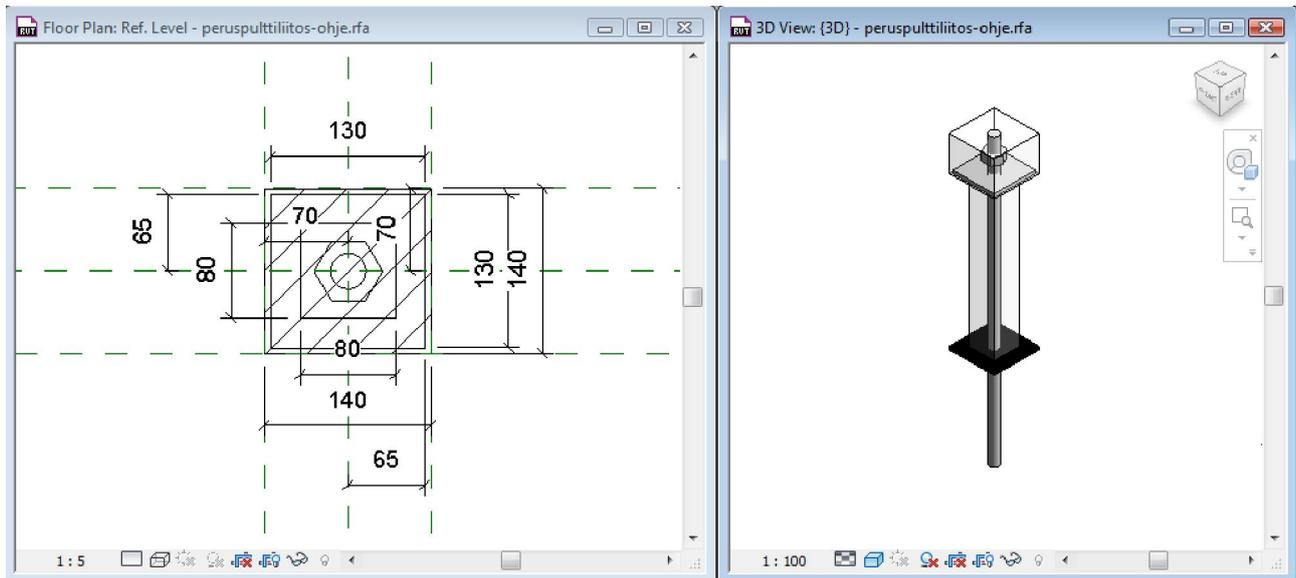 Floor Plan: Ref. Level - peruspulttiliitos-ohje.rfa
130
70
70
65
80
130
140
80
140
65
1 : 5
3D View: {3D} - peruspulttiliitos-ohje.rfa
1 : 100